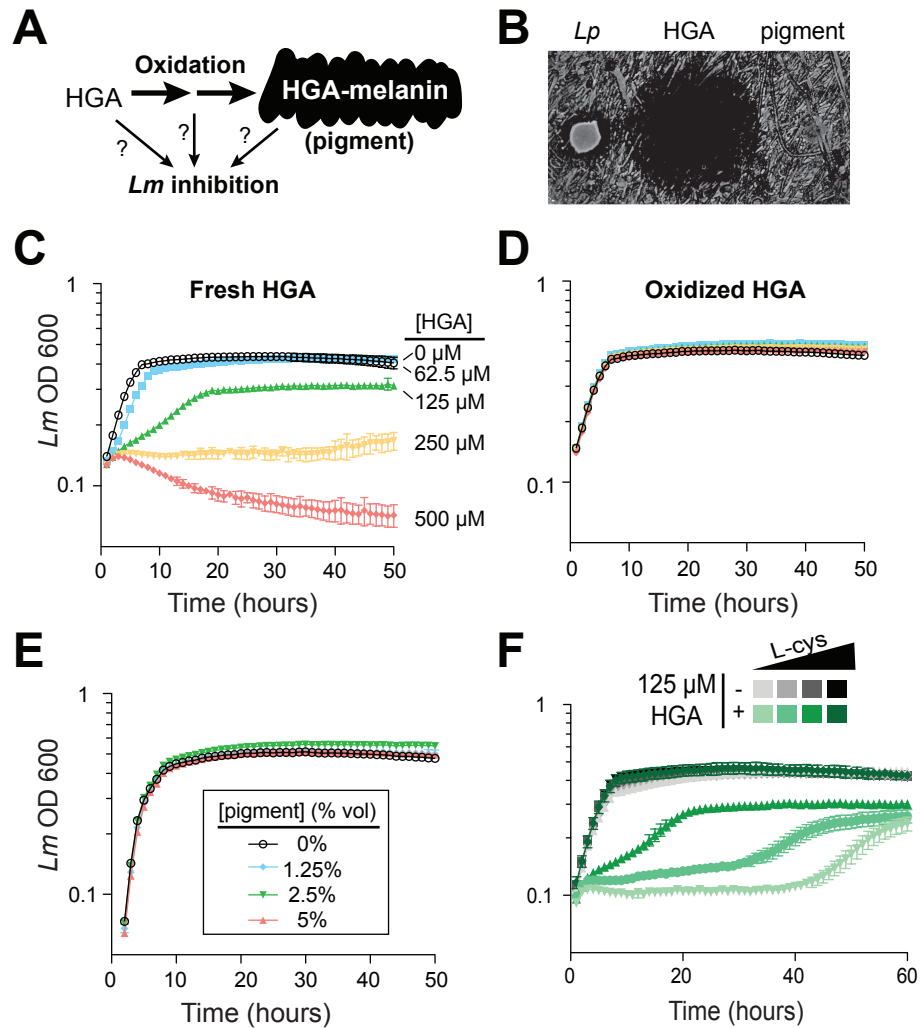 A
Oxidation
HGA
HGA-melanin
(pigment)
? ? ?
Lm inhibition
B
Lp HGA pigment
C
Fresh HGA
[HGA]
0 µM
62.5 µM
125 µM
250 µM
500 µM
Lm OD 600
1
0.1
0 10 20 30 40 50
Time (hours)
D
Oxidized HGA
1
0.1
0 10 20 30 40 50
Time (hours)
E
Lm OD 600
1
0.1
[pigment] (% vol)
0%
1.25%
2.5%
5%
0 10 20 30 40 50
Time (hours)
F
L-cys
125 µM -
HGA +
1
0.1
0 20 40 60
Time (hours)